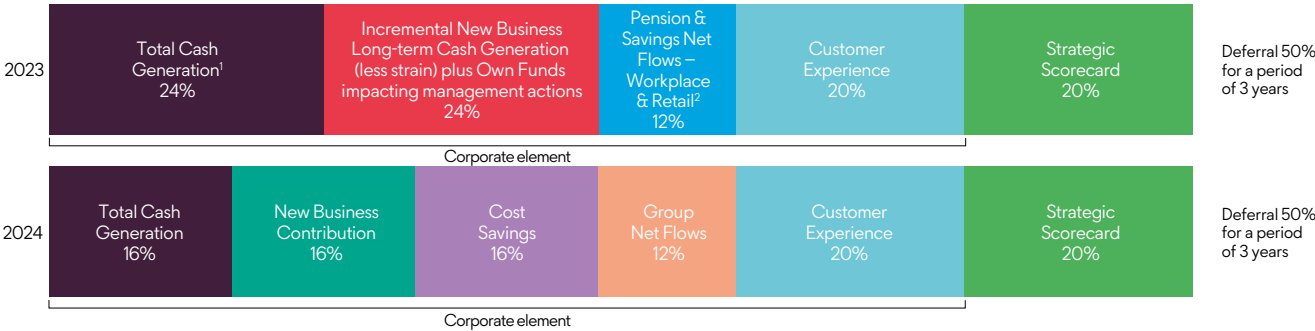 2023
Total Cash
Generation¹
24%
Incremental New Business
Long-term Cash Generation
(less strain) plus Own Funds
impacting management actions
24%
Pension &
Savings Net
Flows –
Workplace
& Retail²
12%
Customer
Experience
20%
Strategic
Scorecard
20%
Deferral 50%
for a period
of 3 years
Corporate element
2024
Total Cash
Generation
16%
New Business
Contribution
16%
Cost
Savings
16%
Group
Net Flows
12%
Customer
Experience
20%
Strategic
Scorecard
20%
Deferral 50%
for a period
of 3 years
Corporate element